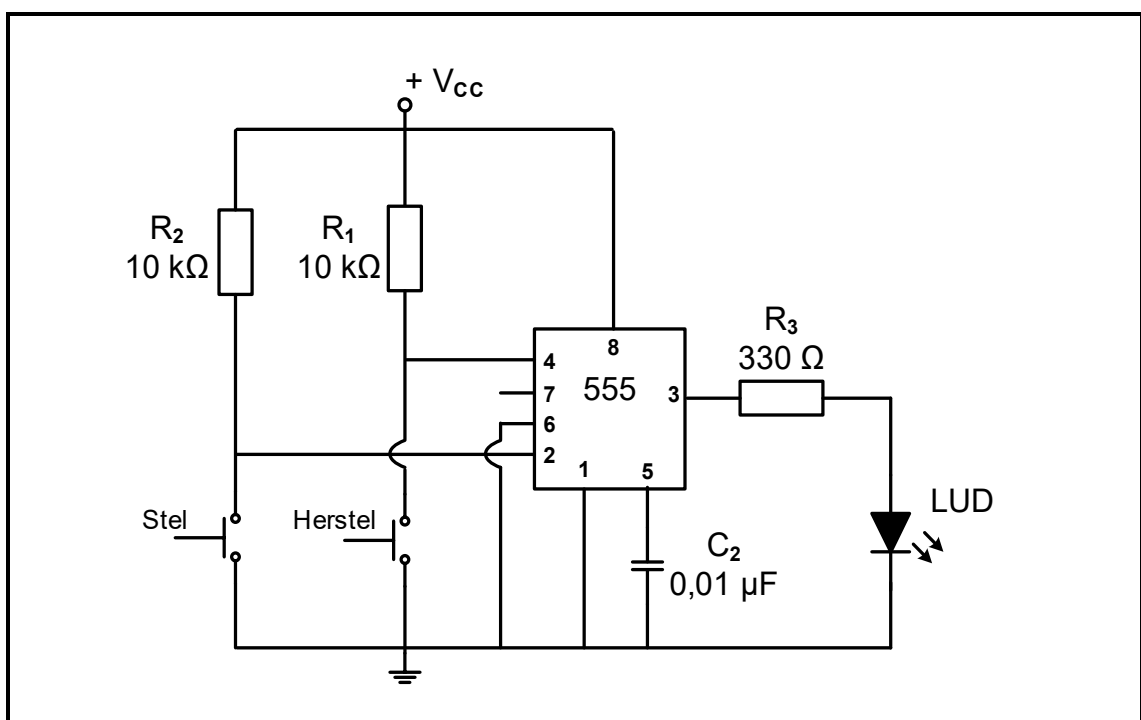 + V_CC
R₂
10 kΩ
R₁
10 kΩ
R₃
330 Ω
8
4
555
7
3
6
2
1
5
Stel
Herstel
LUD
C₂
0,01 µF